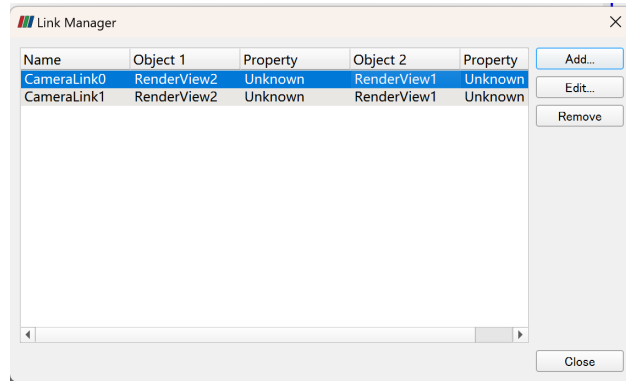 Link Manager
Name Object 1 Property Object 2 Property
CameraLink0 RenderView2 Unknown RenderView1 Unknown
CameraLink1 RenderView2 Unknown RenderView1 Unknown
Add...
Edit...
Remove
Close